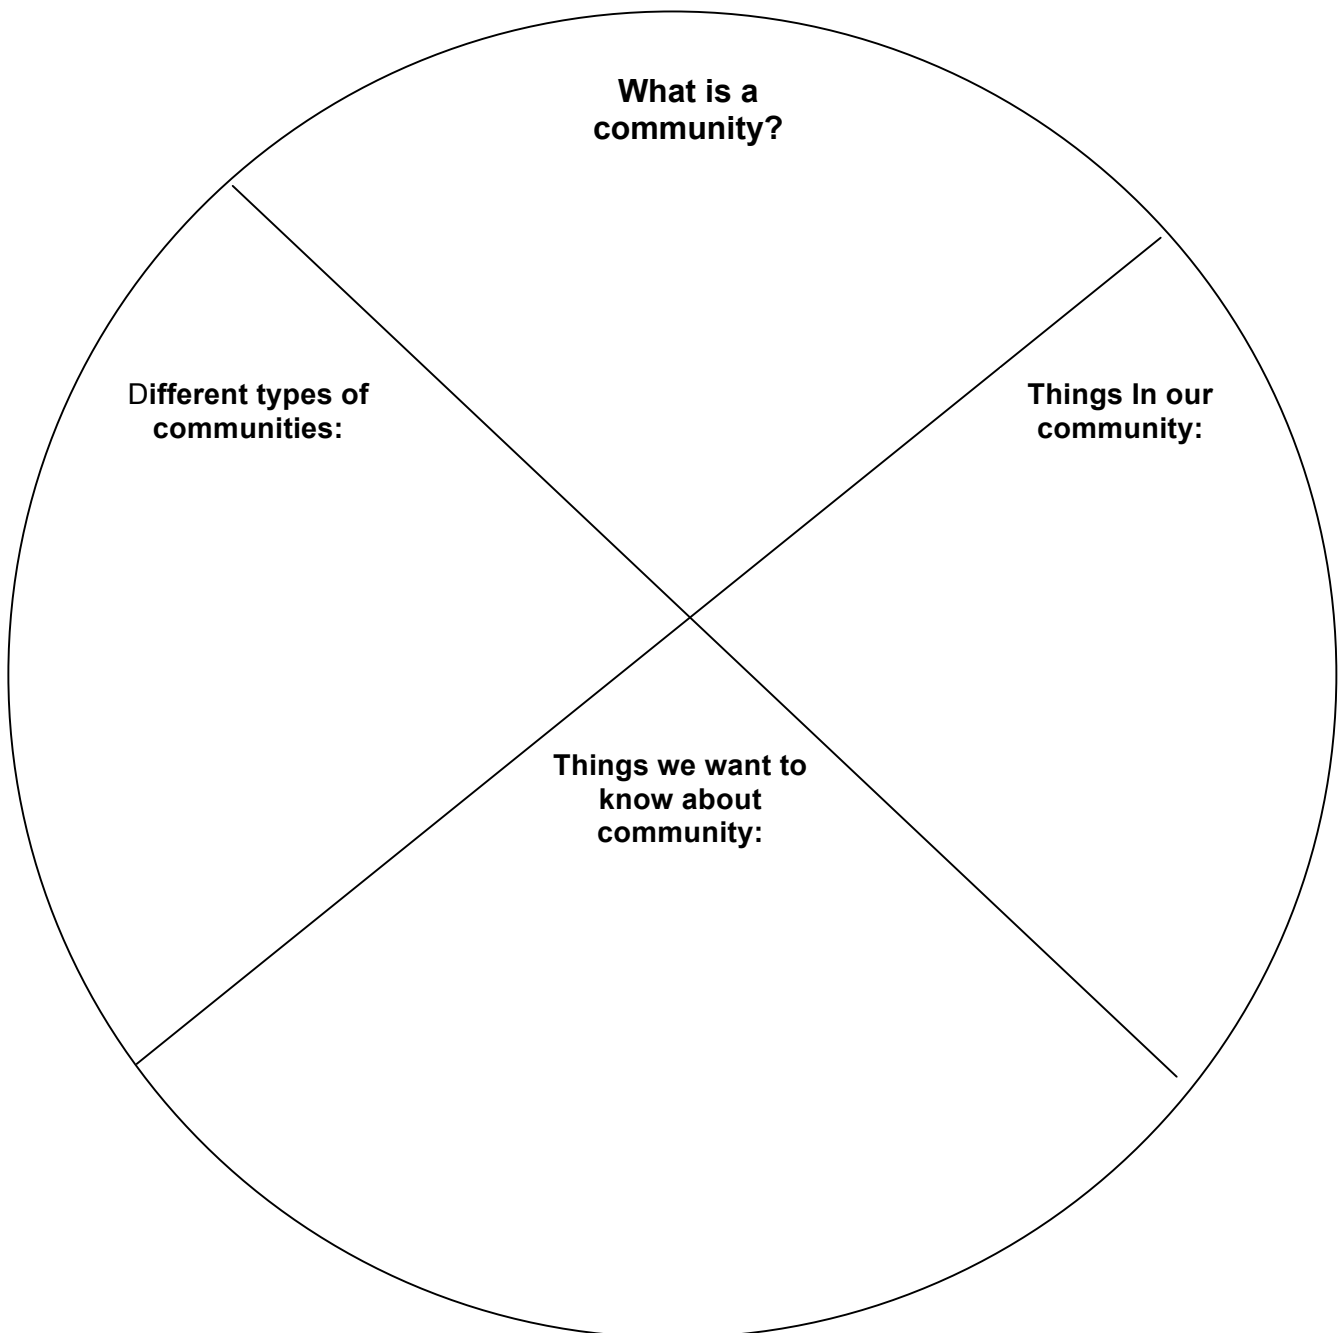 What is a
community?
Different types of
communities:
Things In our
community:
Things we want to
know about
community: